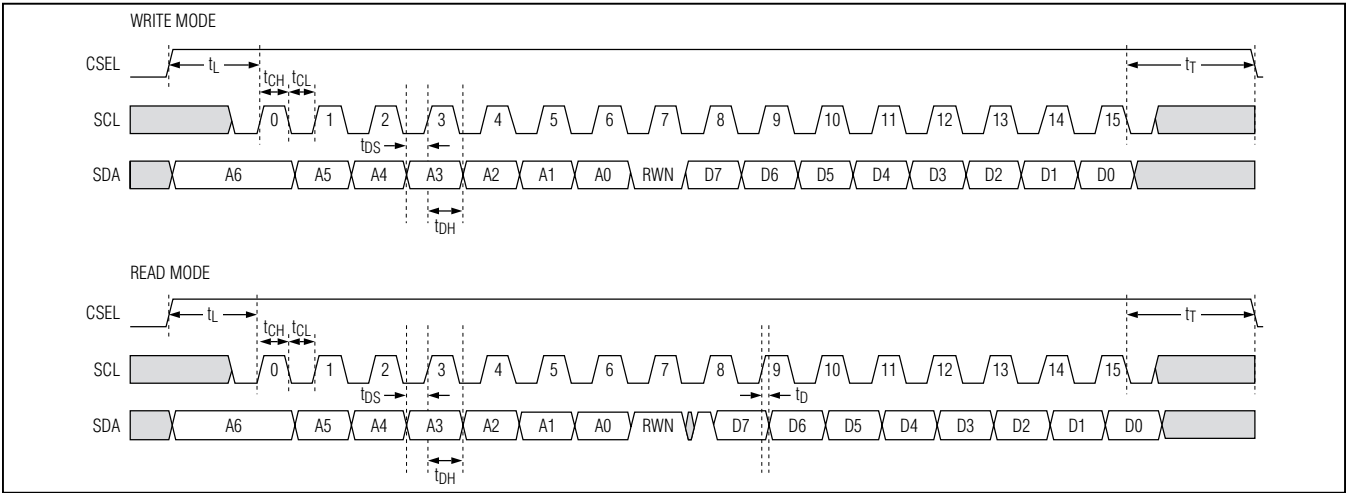 WRITE MODE
CSEL tL tT
tCH tCL
SCL 0 1 2 3 4 5 6 7 8 9 10 11 12 13 14 15
tDS
SDA A6 A5 A4 A3 A2 A1 A0 RWN D7 D6 D5 D4 D3 D2 D1 D0
tDH
READ MODE
CSEL tL tT
tCH tCL
SCL 0 1 2 3 4 5 6 7 8 9 10 11 12 13 14 15
tDS tD
SDA A6 A5 A4 A3 A2 A1 A0 RWN D7 D6 D5 D4 D3 D2 D1 D0
tDH